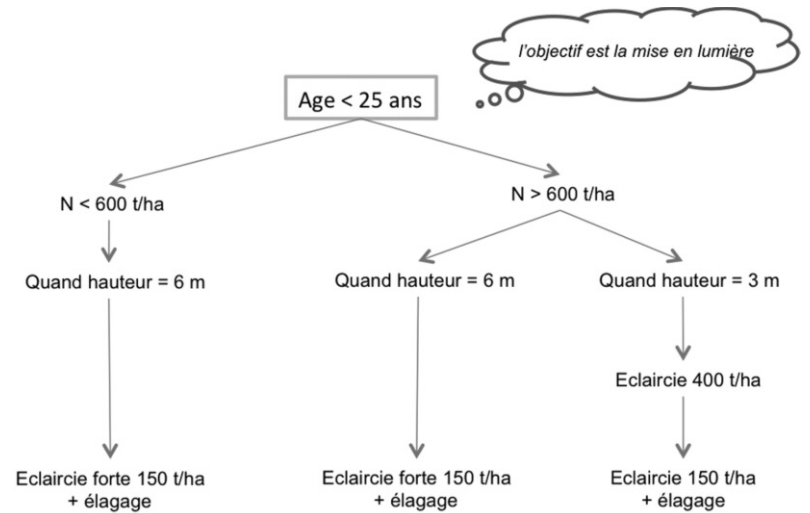 l'objectif est la mise en lumière
Age < 25 ans
N < 600 t/ha
N > 600 t/ha
Quand hauteur = 6 m
Quand hauteur = 6 m
Quand hauteur = 3 m
Eclaircie 400 t/ha
Eclaircie forte 150 t/ha
+ élagage
Eclaircie forte 150 t/ha
+ élagage
Eclaircie 150 t/ha
+ élagage